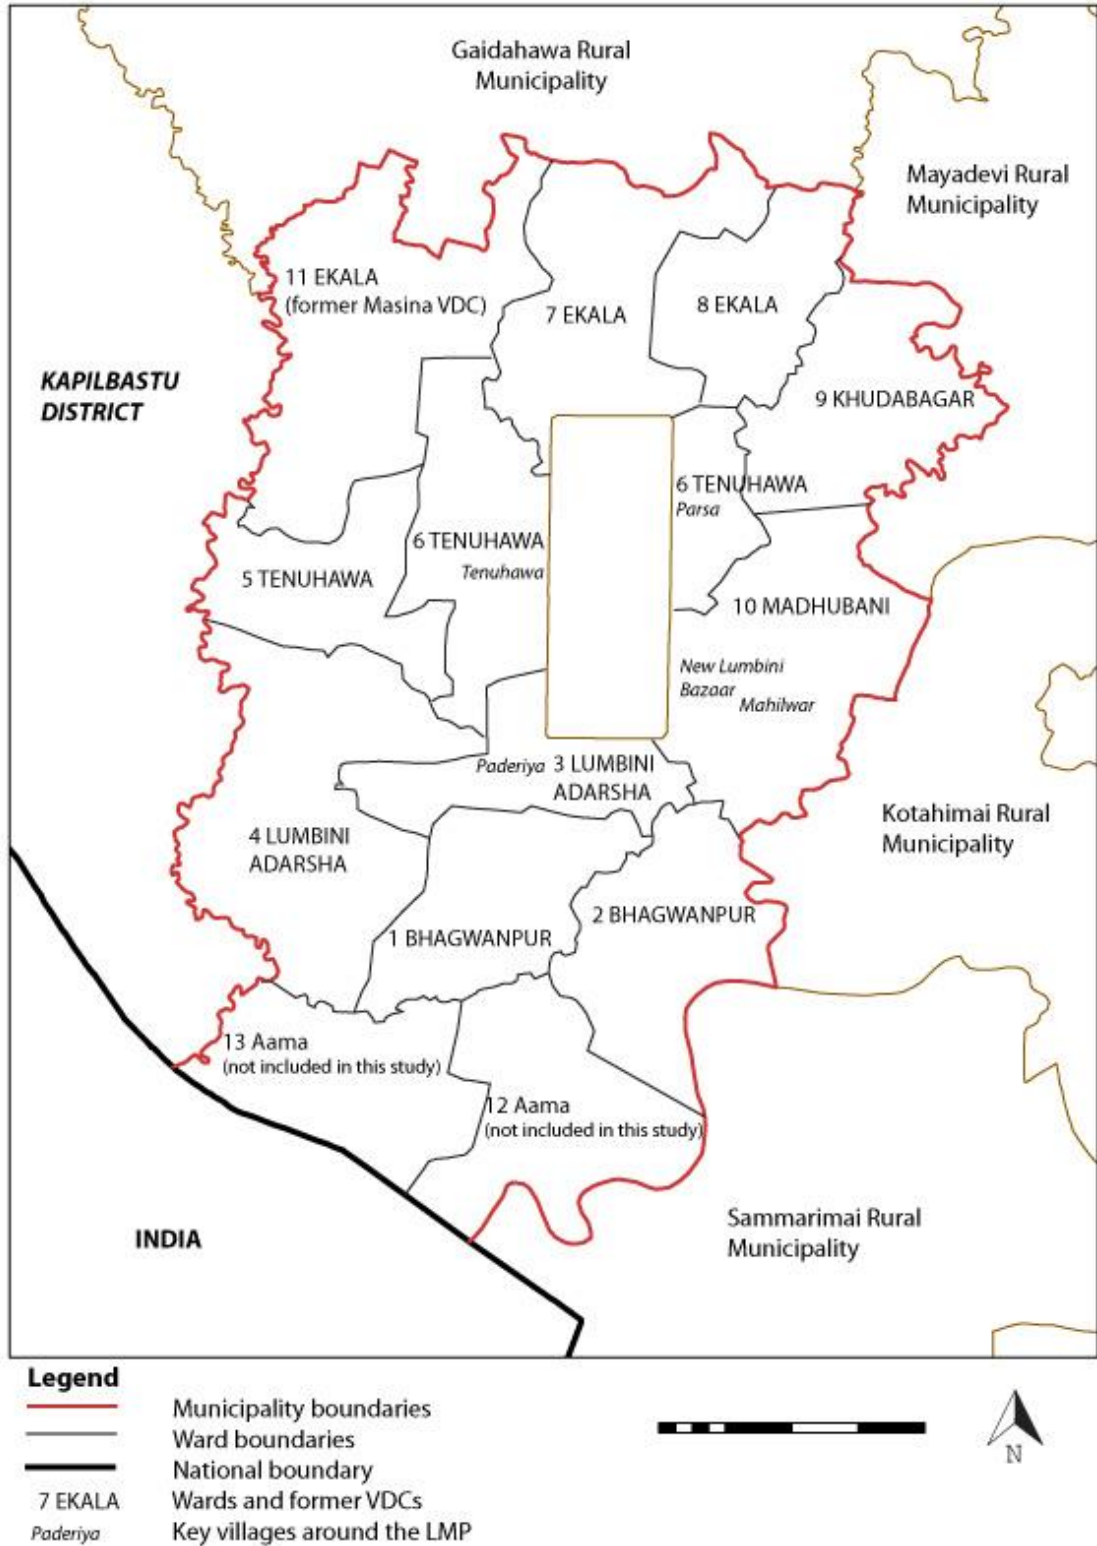 Gaidahawa Rural
Municipality
Mayadevi Rural
Municipality
11 EKALA
(former Masina VDC)
7 EKALA
8 EKALA
KAPILBASTU
DISTRICT
9 KHUDABAGAR
6 TENUHAWA
Parsa
6 TENUHAWA
Tenuhawa
5 TENUHAWA
10 MADHUBANI
New Lumbini
Bazaar
Mahilwar
Paderiya
3 LUMBINI
ADARSHA
4 LUMBINI
ADARSHA
Kotahimai Rural
Municipality
1 BHAGWANPUR
2 BHAGWANPUR
13 Aama
(not included in this study)
12 Aama
(not included in this study)
INDIA
Sammarimai Rural
Municipality
Legend
Municipality boundaries
Ward boundaries
National boundary
7 EKALA Wards and former VDCs
Paderiya Key villages around the LMP
N